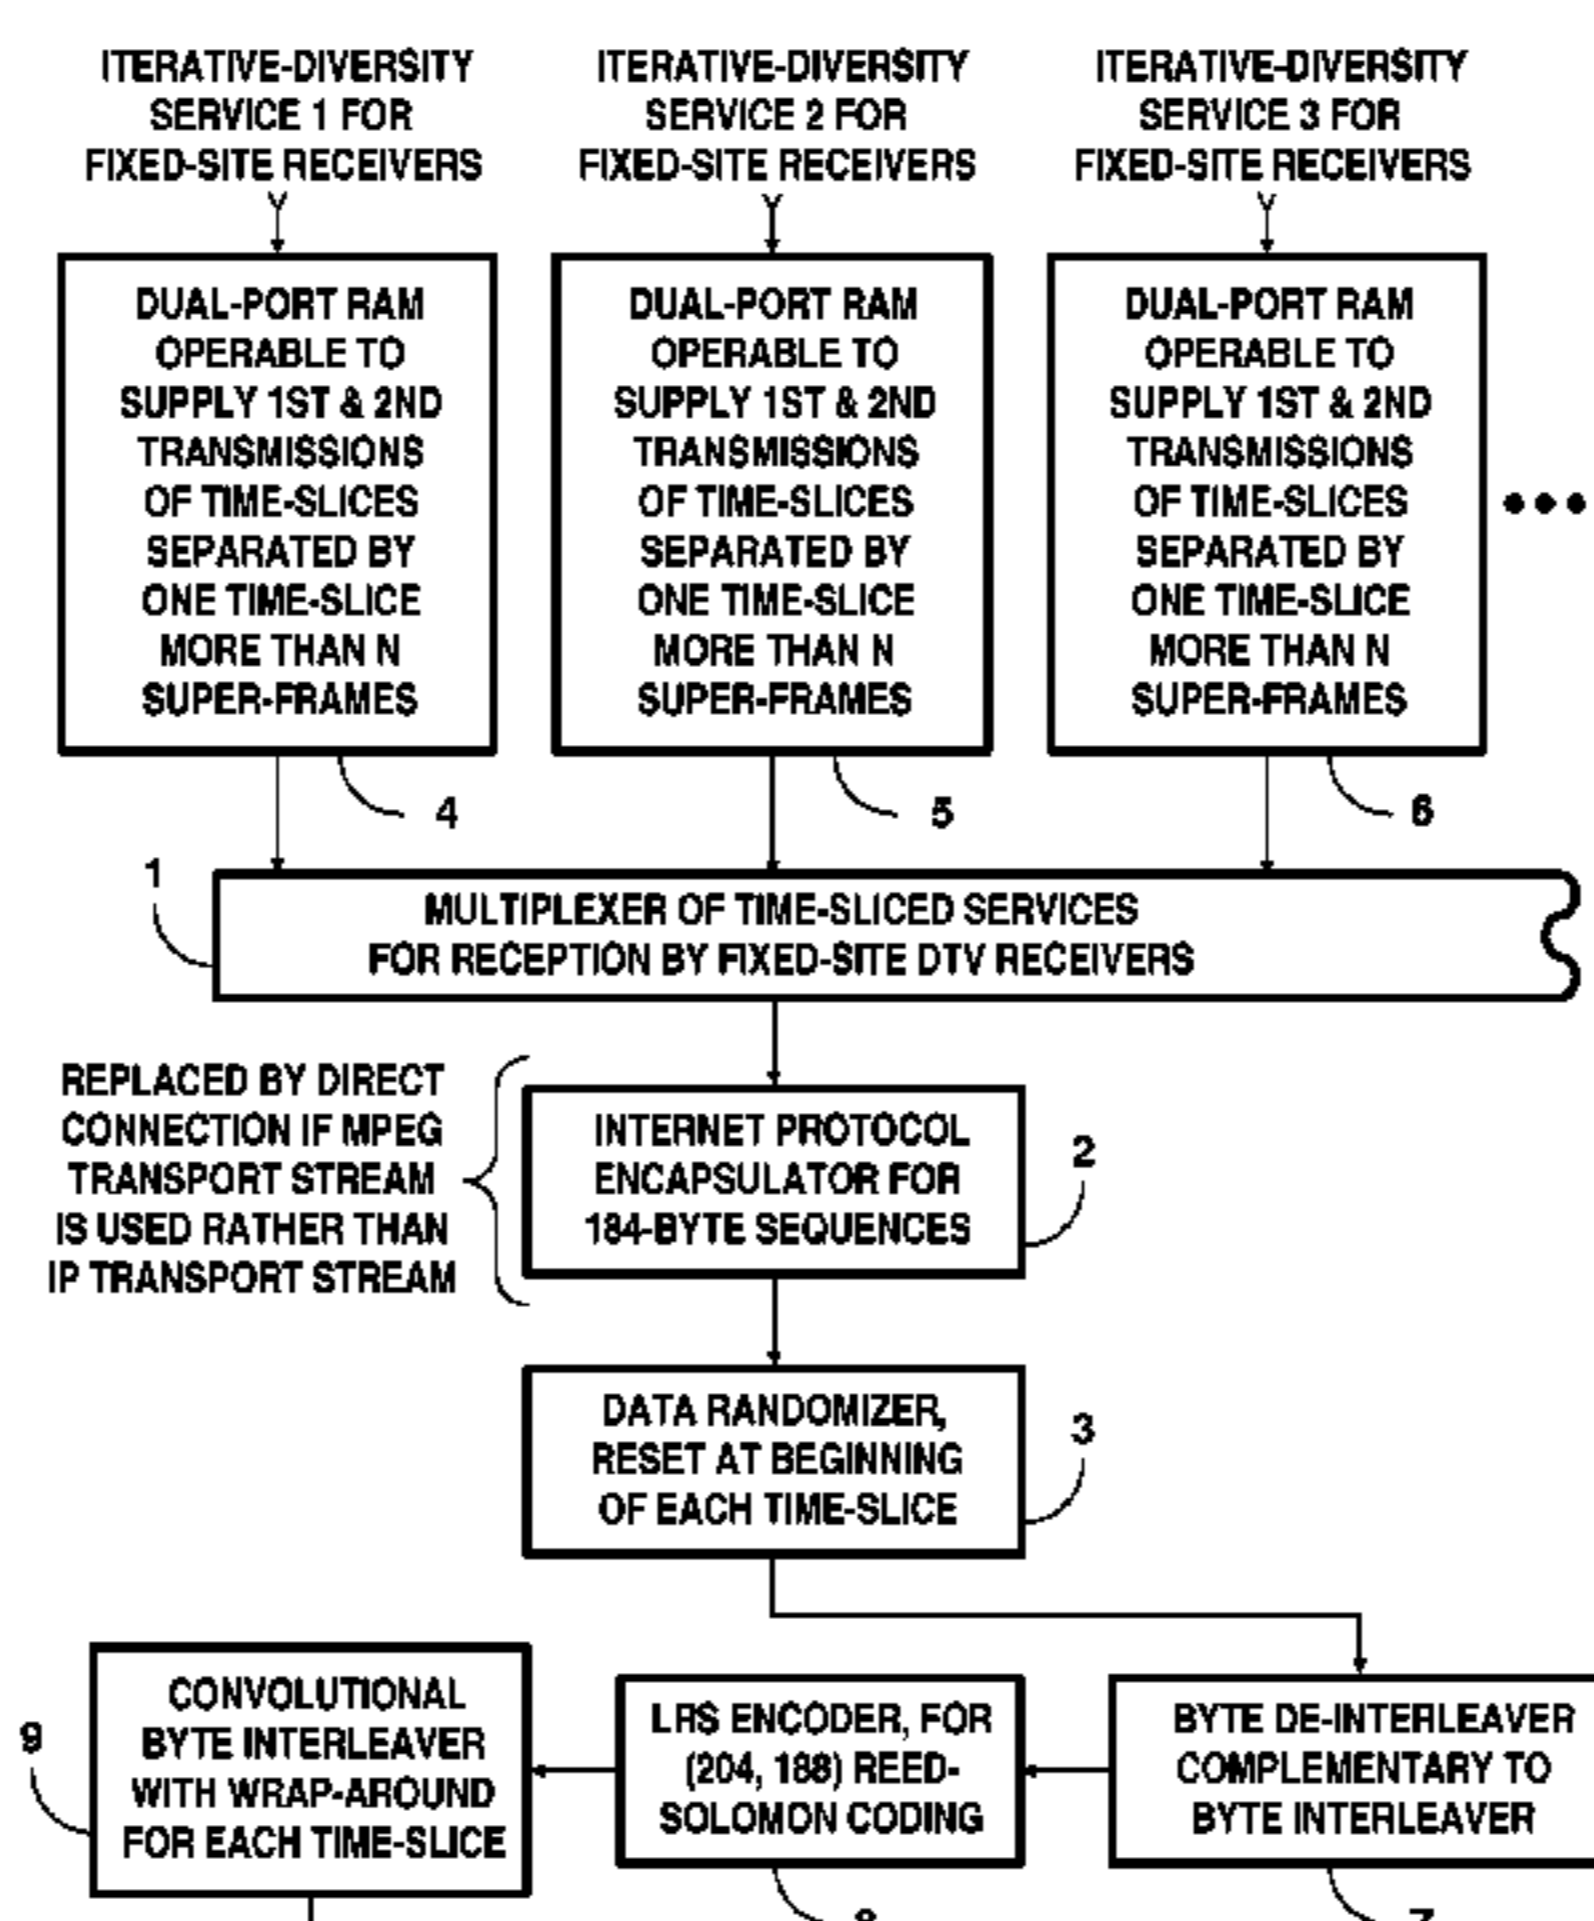 ITERATIVE-DIVERSITY
SERVICE 1 FOR
FIXED-SITE RECEIVERS
ITERATIVE-DIVERSITY
SERVICE 2 FOR
FIXED-SITE RECEIVERS
ITERATIVE-DIVERSITY
SERVICE 3 FOR
FIXED-SITE RECEIVERS
DUAL-PORT RAM
OPERABLE TO
SUPPLY 1ST & 2ND
TRANSMISSIONS
OF TIME-SLICES
SEPARATED BY
ONE TIME-SLICE
MORE THAN N
SUPER-FRAMES
DUAL-PORT RAM
OPERABLE TO
SUPPLY 1ST & 2ND
TRANSMISSIONS
OF TIME-SLICES
SEPARATED BY
ONE TIME-SLICE
MORE THAN N
SUPER-FRAMES
DUAL-PORT RAM
OPERABLE TO
SUPPLY 1ST & 2ND
TRANSMISSIONS
OF TIME-SLICES
SEPARATED BY
ONE TIME-SLICE
MORE THAN N
SUPER-FRAMES
4
5
6
1
MULTIPLEXER OF TIME-SLICED SERVICES
FOR RECEPTION BY FIXED-SITE DTV RECEIVERS
REPLACED BY DIRECT
CONNECTION IF MPEG
TRANSPORT STREAM
IS USED RATHER THAN
IP TRANSPORT STREAM
INTERNET PROTOCOL
ENCAPSULATOR FOR
184-BYTE SEQUENCES
2
DATA RANDOMIZER,
RESET AT BEGINNING
OF EACH TIME-SLICE
3
9
CONVOLUTIONAL
BYTE INTERLEAVER
WITH WRAP-AROUND
FOR EACH TIME-SLICE
LRS ENCODER, FOR
(204, 188) REED-
SOLOMON CODING
BYTE DE-INTERLEAVER
COMPLEMENTARY TO
BYTE INTERLEAVER
8
7